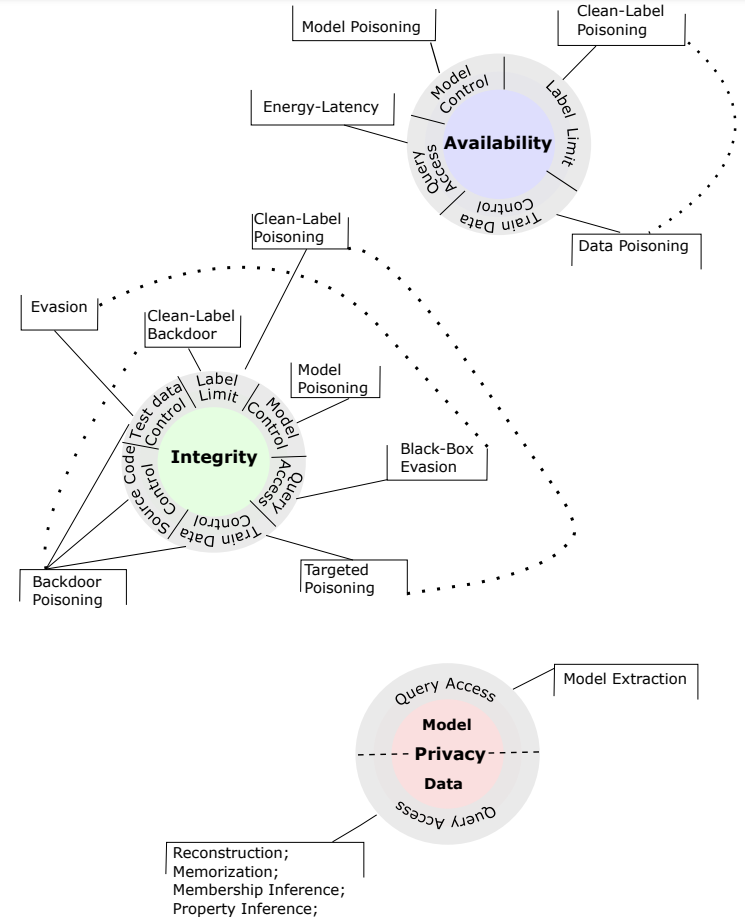 Model Poisoning
Clean-Label
Poisoning
Energy-Latency
Model
Control
Label Limit
Availability
Query
Access
Train Data
Control
Data Poisoning
Clean-Label
Poisoning
Evasion
Clean-Label
Backdoor
Model
Poisoning
Test data
Control
Label
Limit
Model
Control
Integrity
Black-Box
Evasion
Source Code
Control
Query
Access
Train Data
Control
Backdoor
Poisoning
Targeted
Poisoning
Query Access
Model Extraction
Model
Privacy
Data
Query Access
Reconstruction;
Memorization;
Membership Inference;
Property Inference;